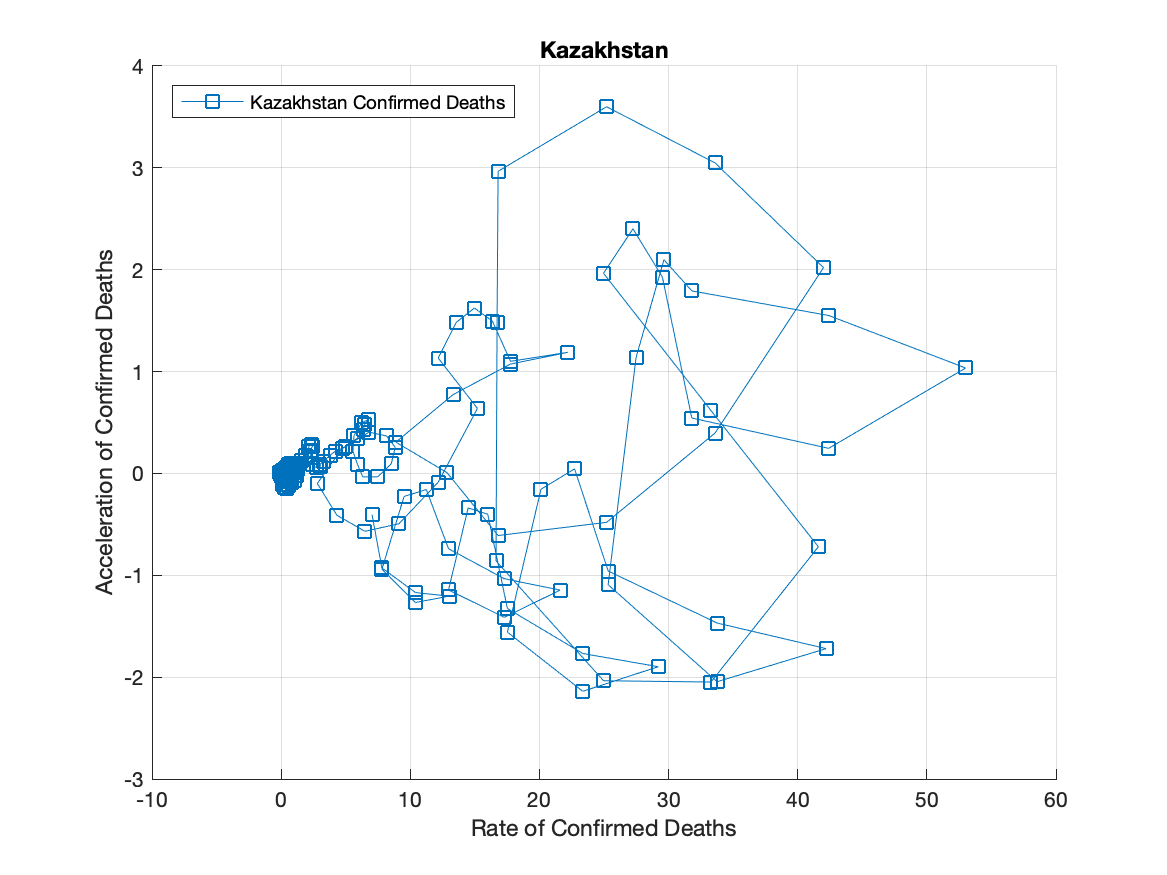 Kazakhstan
4
Kazakhstan Confirmed Deaths
3
2
1
0
-1
-2
-3
Acceleration of Confirmed Deaths
-10 0 10 20 30 40 50 60
Rate of Confirmed Deaths